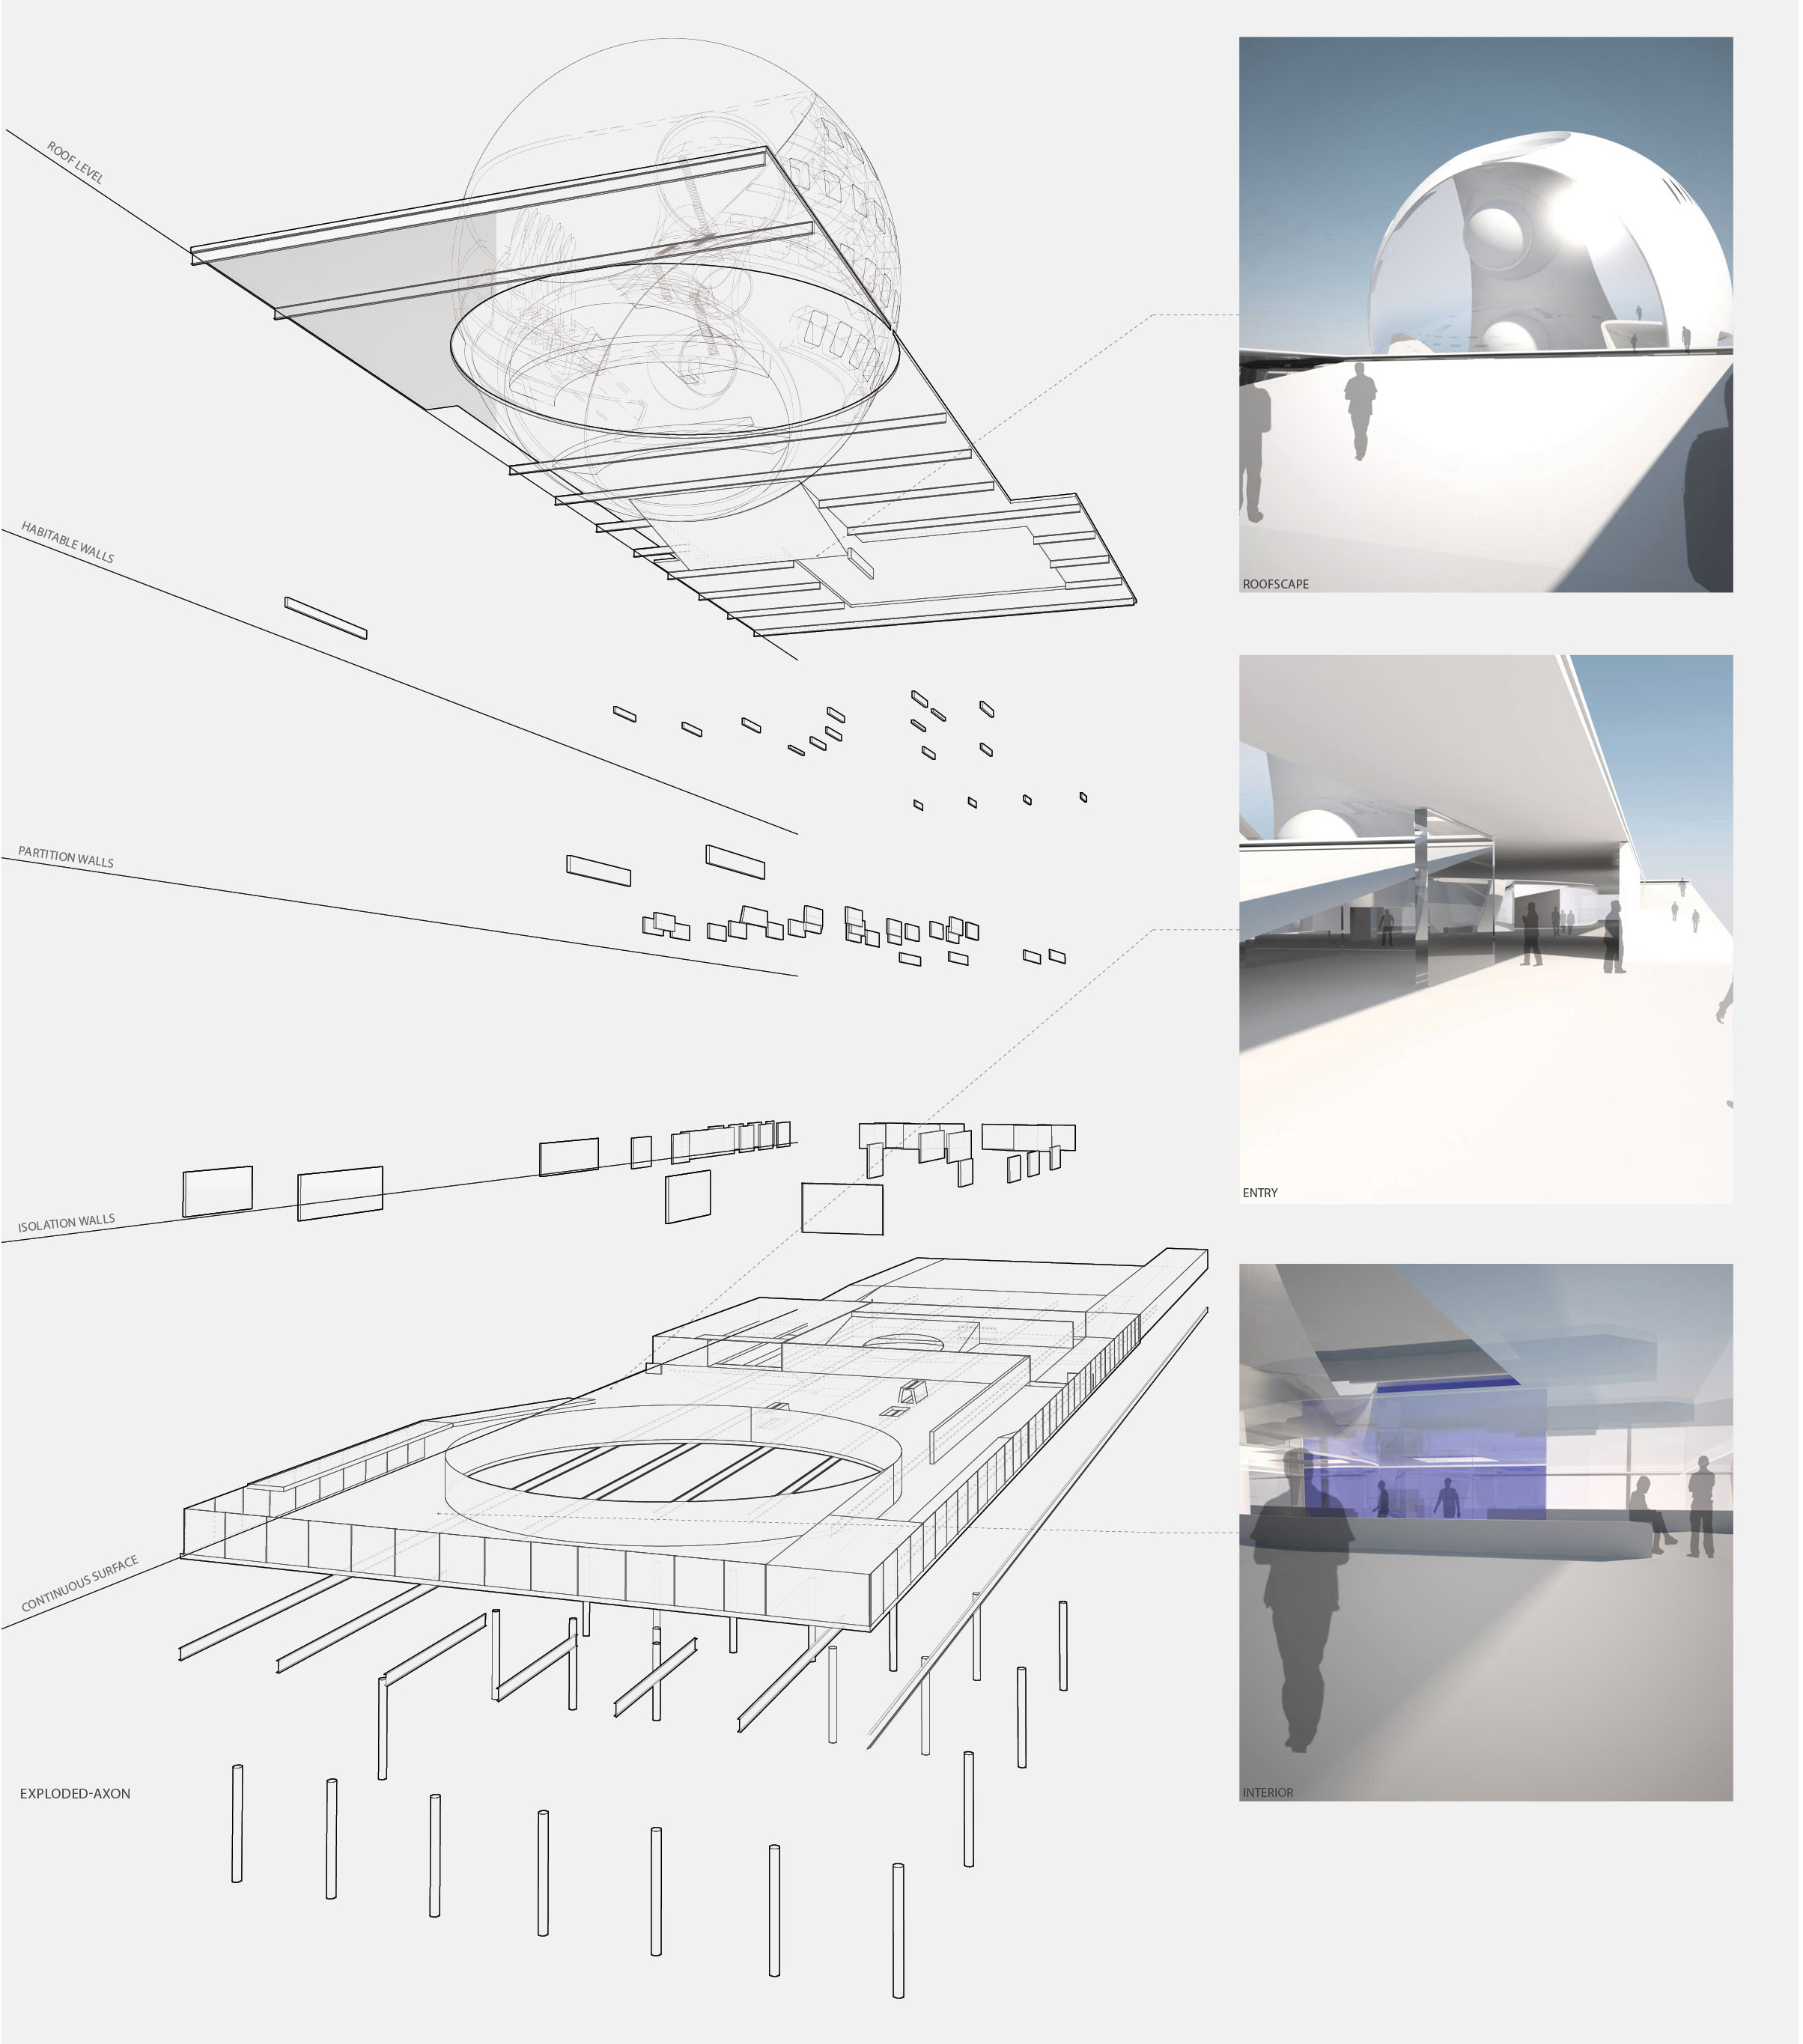 ROOF LEVEL
HABITABLE WALLS
PARTITION WALLS
ISOLATION WALLS
CONTINUOUS SURFACE
EXPLODED-AXON
ROOFSCAPE
ENTRY
INTERIOR